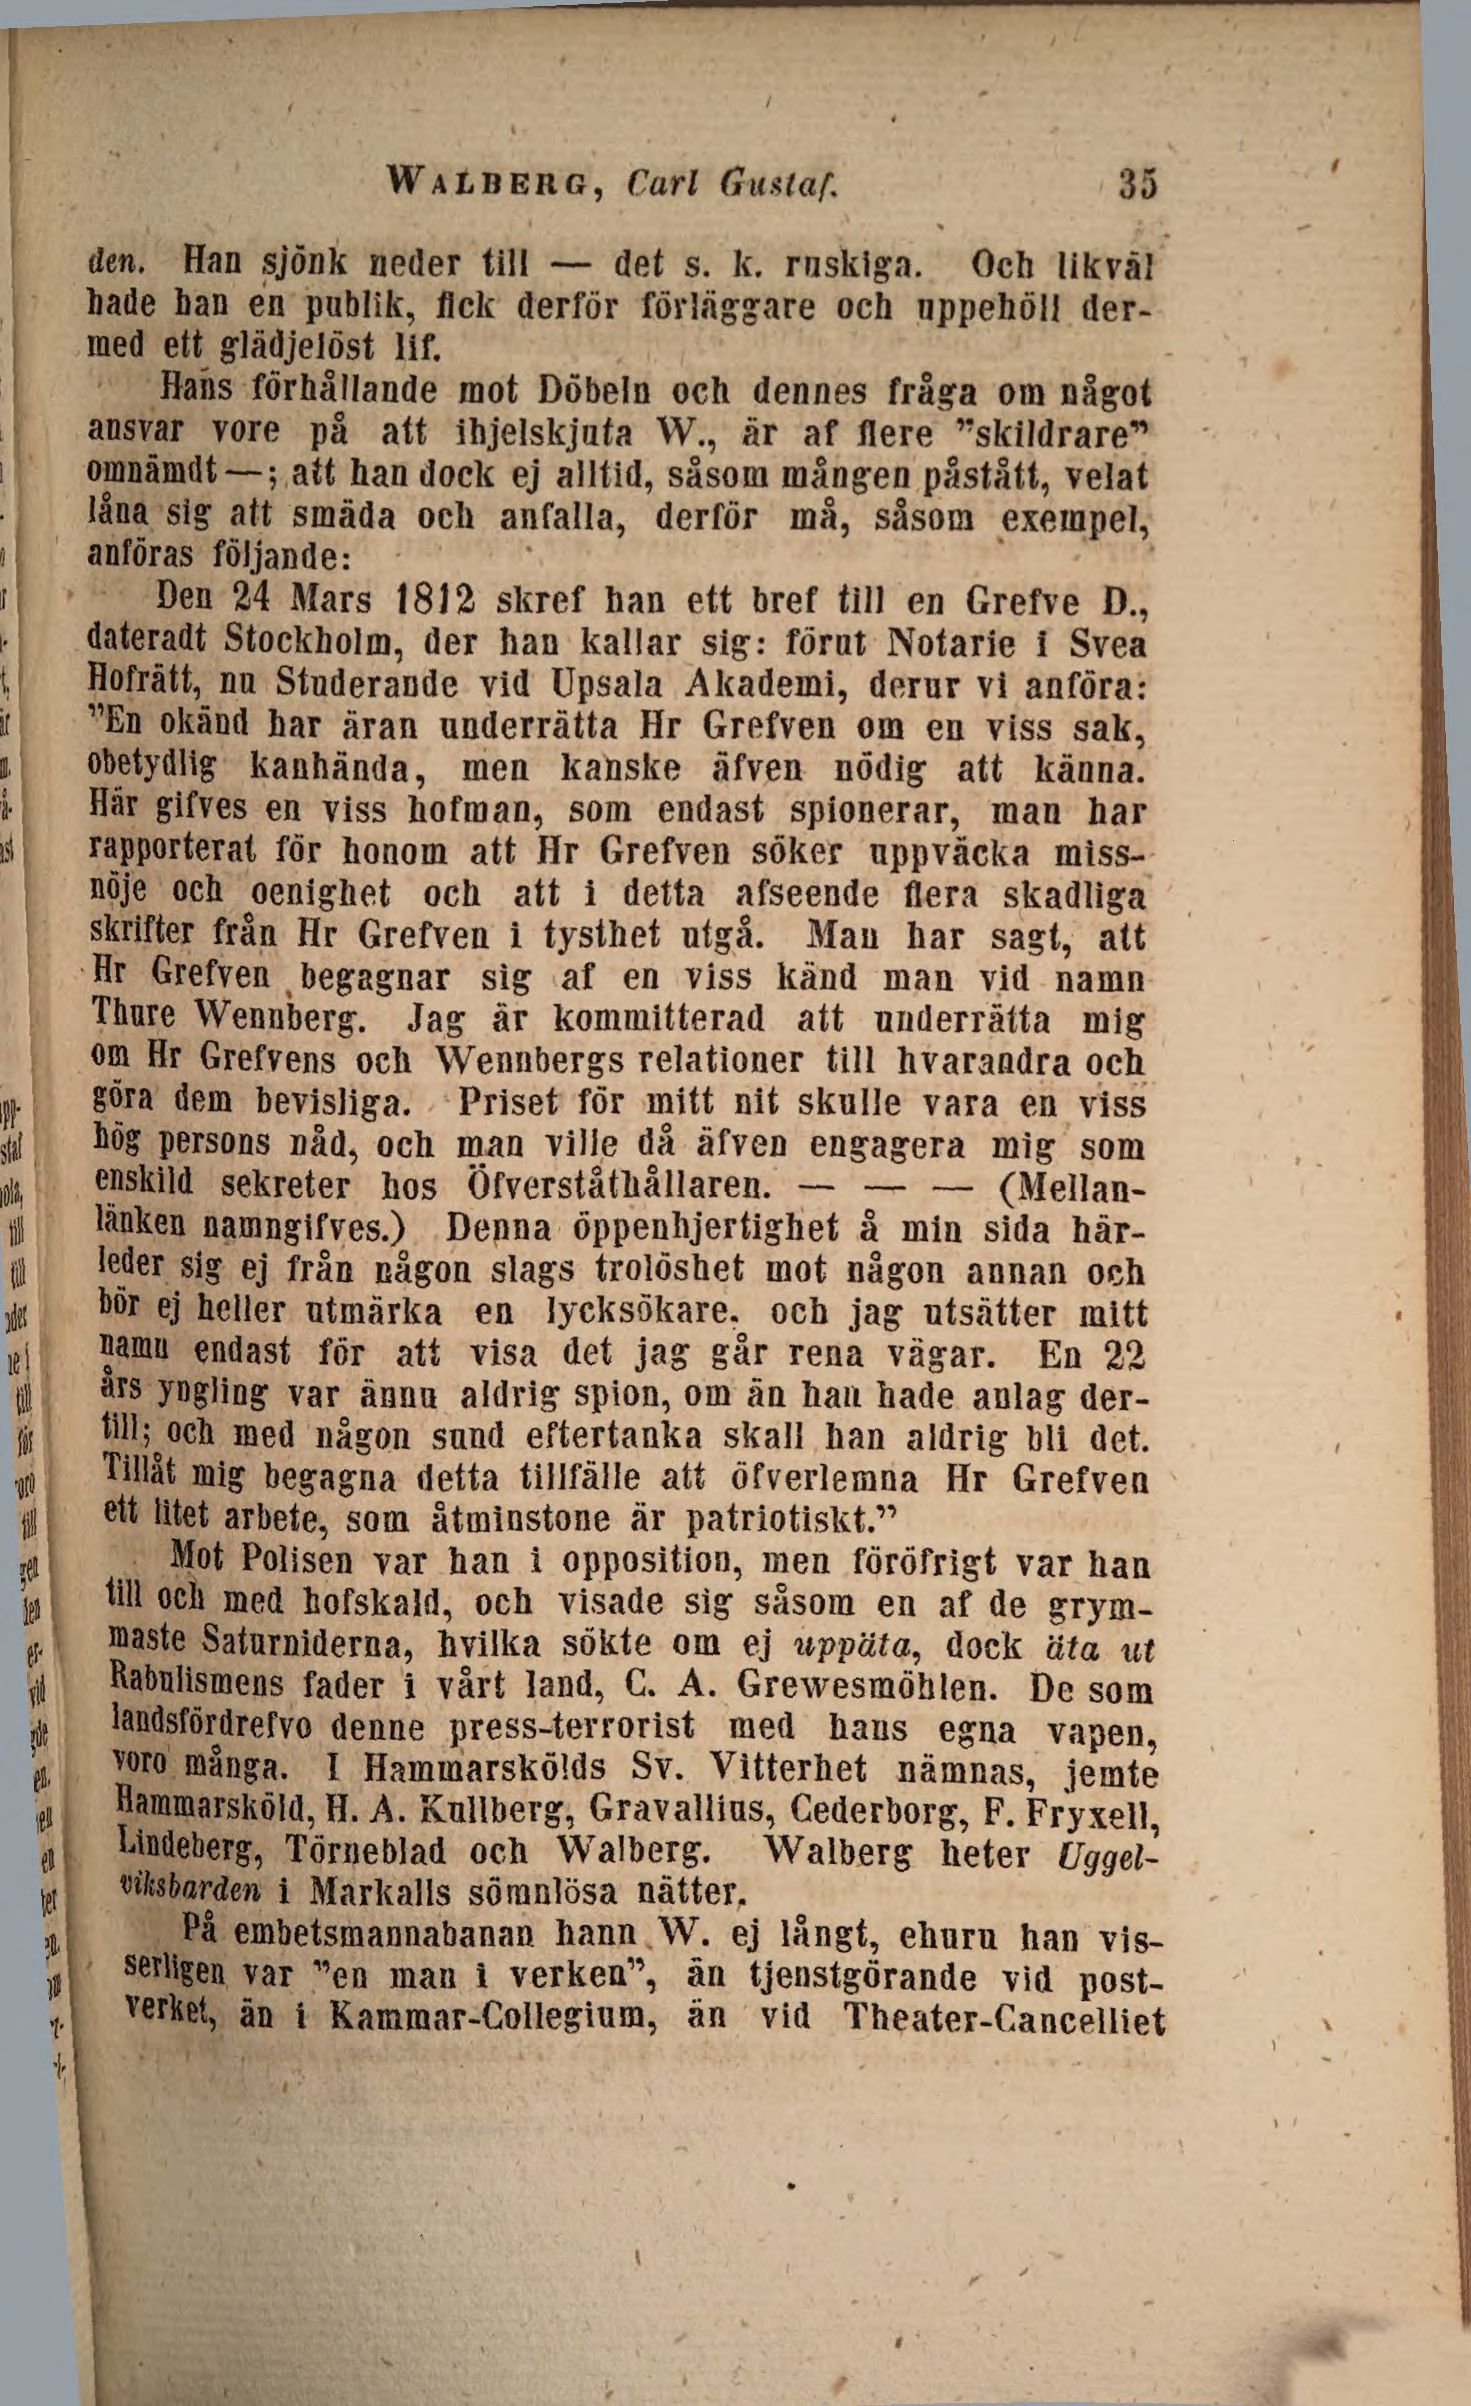 WALBERG, Carl Gustaf. 35
den. Han sjönk neder till — det s. k. ruskiga. Och likväl
hade han en publik, fick derför förläggare och uppehöll der-
med ett glädjelöst lif.
Hans förhållande mot Döbeln och dennes fråga om något
ansvar vore på att ihjelskjuta W., är af flere ”skildrare”
omnämdt—; att han dock ej alltid, såsom mången påstått, velat
låna sig att smäda och anfalla, derför må, såsom exempel,
anföras följande:
Den 24 Mars 1812 skref han ett bref till en Grefve D.,
dateradt Stockholm, der han kallar sig: förut Notarie i Svea
Hofrätt, nu Studerande vid Upsala Akademi, derur vi anföra:
”En okänd har äran underrätta Hr Grefven om en viss sak,
obetydlig kanhända, men kanske äfven nödig att känna.
Här gifves en viss hofman, som endast spionerar, man har
rapporterat för honom att Hr Grefven söker uppväcka miss-
nöje och oenighet och att i detta afseende flera skadliga
skrifter från Hr Grefven i tysthet utgå. Man har sagt, att
Hr Grefven begagnar sig af en viss känd man vid namn
Thure Wennberg. Jag är kommitterad att underrätta mig
om Hr Grefvens och Wennbergs relationer till hvarandra och
göra dem bevisliga. Priset för mitt nit skulle vara en viss
hög persons nåd, och man ville då äfven engagera mig som
enskild sekreter hos Öfverståthållaren. — — — (Mellan-
länken namngifves.) Denna öppenhjertighet å min sida här-
leder sig ej från någon slags trolöshet mot någon annan och
bör ej heller utmärka en lycksökare, och jag utsätter mitt
namn endast för att visa det jag går rena vägar. En 22
års yngling var ännu aldrig spion, om än han hade anlag der-
till; och med någon sund eftertanka skall han aldrig bli det.
Tillåt mig begagna detta tillfälle att öfverlemna Hr Grefven
ett litet arbete, som åtminstone är patriotiskt.”
Mot Polisen var han i opposition, men föröfrigt var han
till och med hofskald, och visade sig såsom en af de grym-
maste Saturniderna, hvilka sökte om ej uppäta, dock äta ut
Rabulismens fader i vårt land, C. A. Grewesmöhlen. De som
landsfördrefvo denne press-terrorist med hans egna vapen,
voro många. I Hammarskölds Sv. Vitterhet nämnas, jemte
Hammarsköld, H. A. Kullberg, Gravallius, Cederborg, F. Fryxell,
Lindeberg, Törneblad och Walberg. Walberg heter Uggel-
viksbarden i Markalls sömnlösa nätter.
På embetsmannabanan hann W. ej långt, ehuru han vis-
serligen var ”en man i verken”, än tjenstgörande vid post-
verket, än i Kammar-Collegium, än vid Theater-Cancelliet